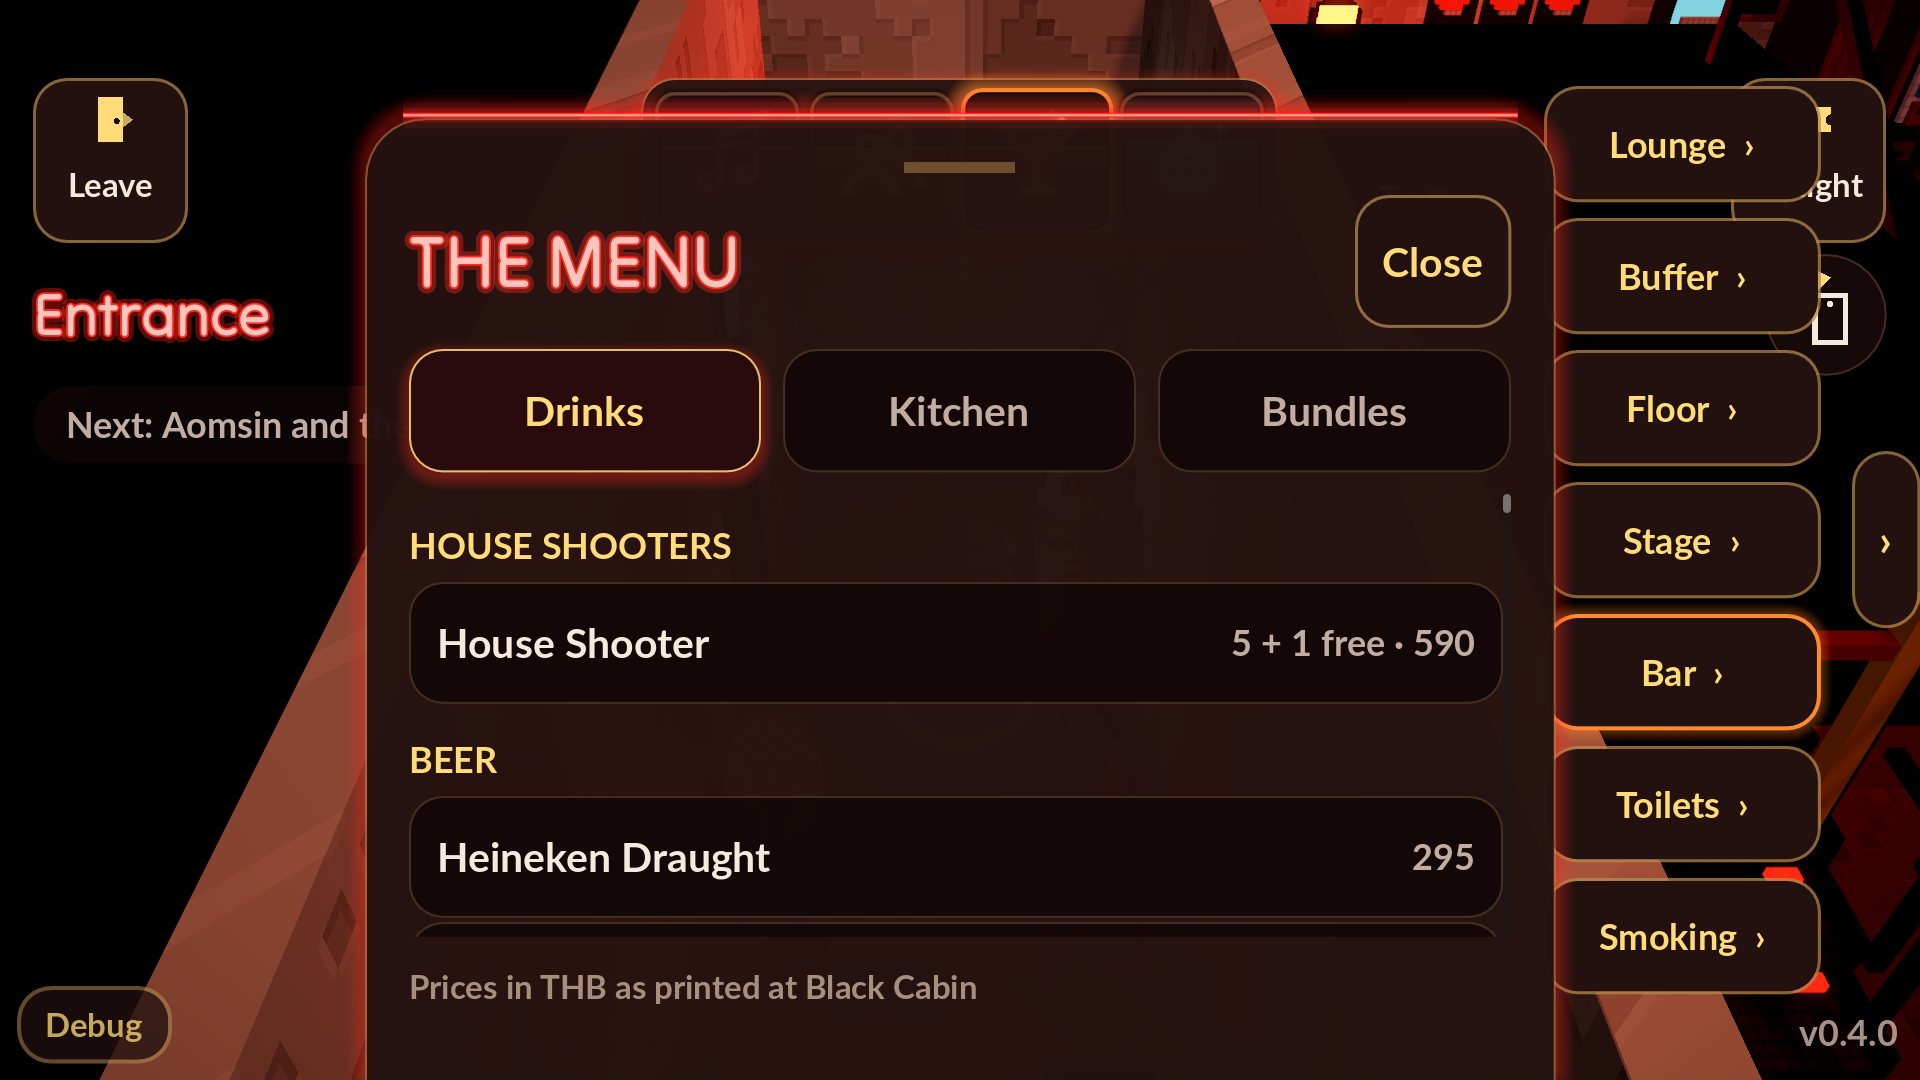 Leave
Entrance
Next: Aomsin and the
THE MENU
Close
Drinks
Kitchen
Bundles
HOUSE SHOOTERS
House Shooter
5 + 1 free · 590
BEER
Heineken Draught
295
Prices in THB as printed at Black Cabin
Lounge ›
Buffer ›
Floor ›
Stage ›
Bar ›
Toilets ›
Smoking ›
›
Debug
v0.4.0